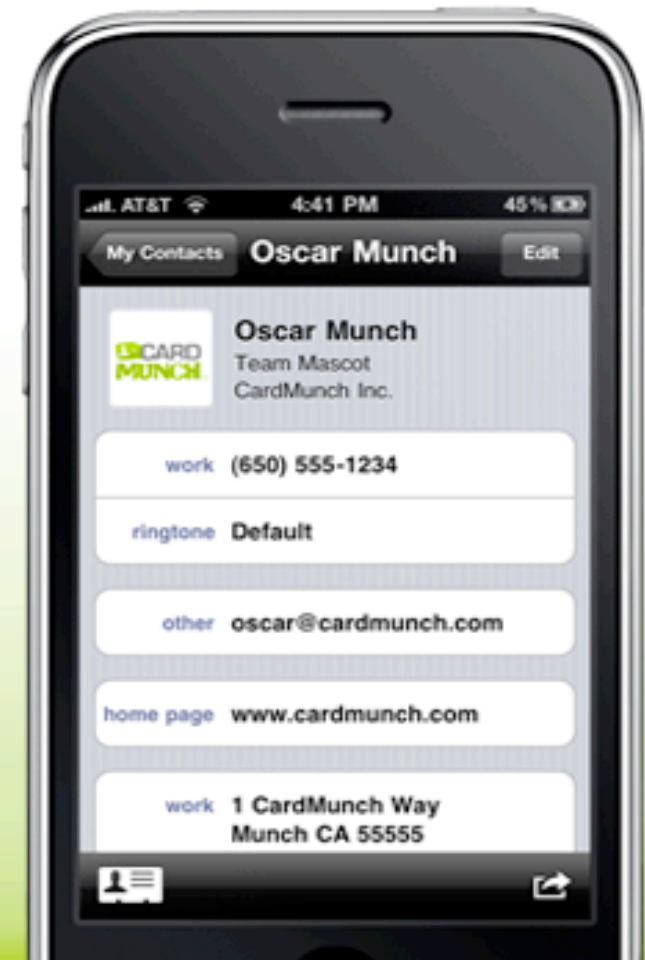 AT&T 4:41 PM 45%
My Contacts Oscar Munch Edit
CARD
MUNCH
Oscar Munch
Team Mascot
CardMunch Inc.
work (650) 555-1234
ringtone Default
other oscar@cardmunch.com
home page www.cardmunch.com
work 1 CardMunch Way
Munch CA 55555